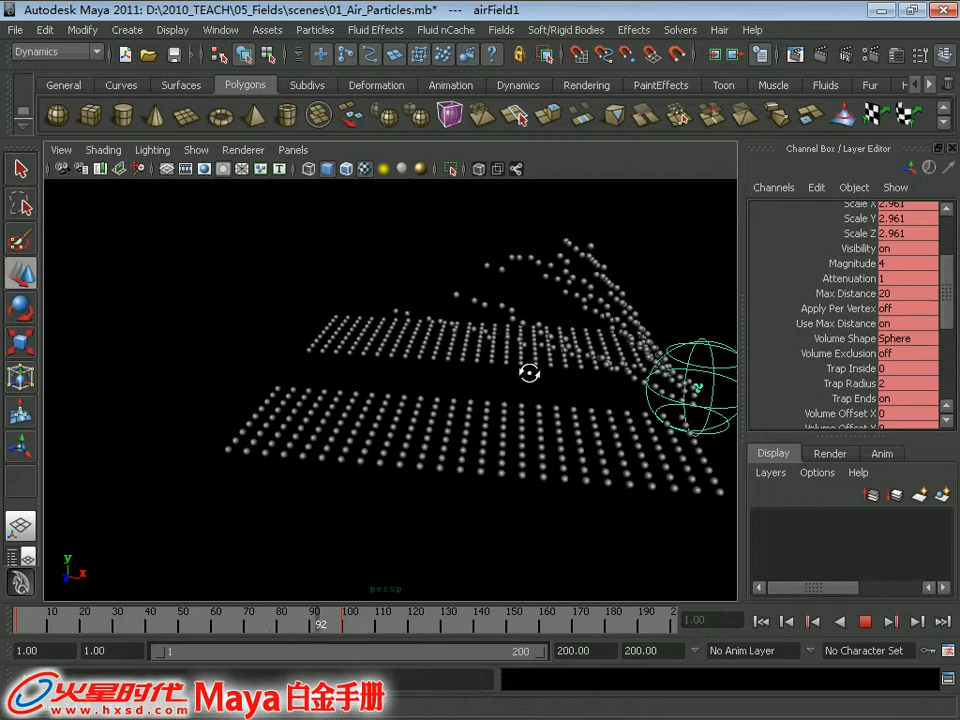 Autodesk Maya 2011: D:\2010_TEACH\05_Fields\scenes\01_Air_Particles.mb* --- airField1
File Edit Modify Create Display Window Assets Particles Fluid Effects Fluid nCache Fields Soft/Rigid Bodies Effects Solvers Hair Help
Dynamics
General Curves Surfaces Polygons Subdivs Deformation Animation Dynamics Rendering PaintEffects Toon Muscle Fluids Fur
View Shading Lighting Show Renderer Panels
Channel Box / Layer Editor
Channels Edit Object Show
Scale X 2.961
Scale Y 2.961
Scale Z 2.961
Visibility on
Magnitude 4
Attenuation 1
Max Distance 20
Apply Per Vertex off
Use Max Distance on
Volume Shape Sphere
Volume Exclusion off
Trap Inside 0
Trap Radius 2
Trap Ends on
Volume Offset X 0
Display Render Anim
Layers Options Help
y
x
persp
10 20 30 40 50 60 70 80 90 100 110 120 130 140 150 160 170 180 190 2
92
1.00
1.00 1.00 1 200 200.00 200.00 No Anim Layer No Character Set
火星时代 Maya 白金手册
www.hxsd.com